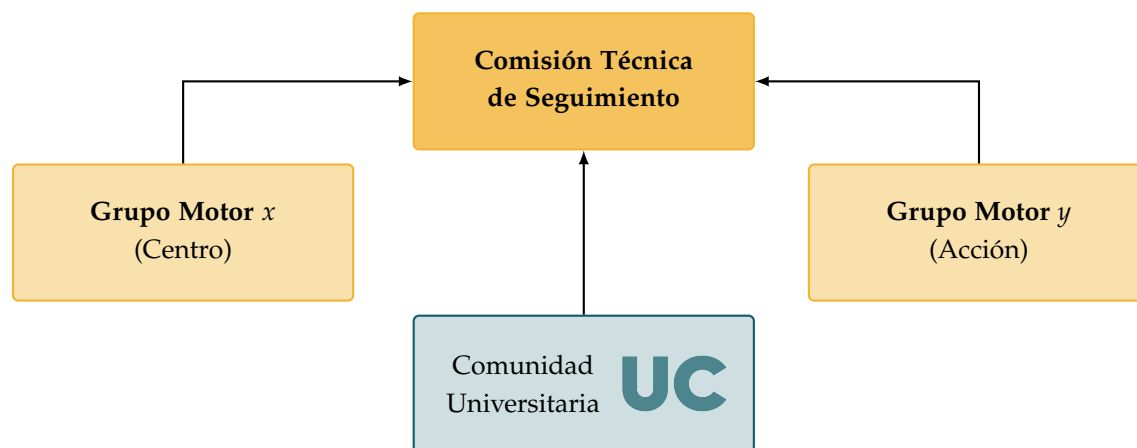 Comisión Técnica
de Seguimiento
Grupo Motor x
(Centro)
Grupo Motor y
(Acción)
Comunidad
Universitaria
UC